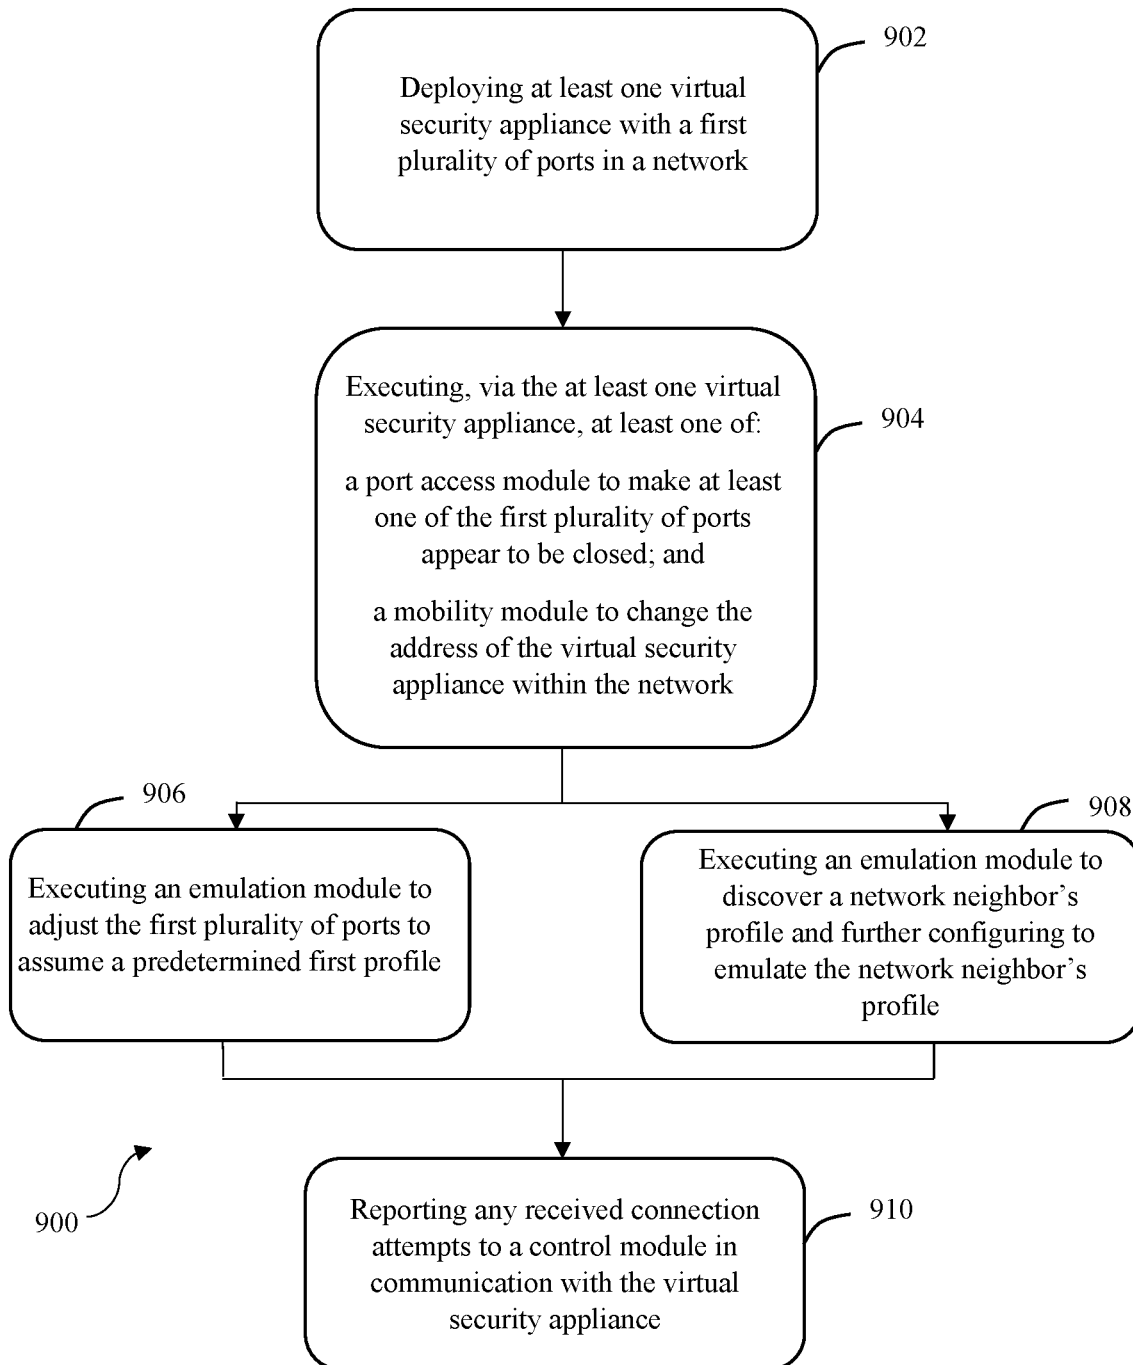 902
Deploying at least one virtual
security appliance with a first
plurality of ports in a network
904
Executing, via the at least one virtual
security appliance, at least one of:
a port access module to make at least
one of the first plurality of ports
appear to be closed; and
a mobility module to change the
address of the virtual security
appliance within the network
906
Executing an emulation module to
adjust the first plurality of ports to
assume a predetermined first profile
908
Executing an emulation module to
discover a network neighbor’s
profile and further configuring to
emulate the network neighbor’s
profile
900
910
Reporting any received connection
attempts to a control module in
communication with the virtual
security appliance